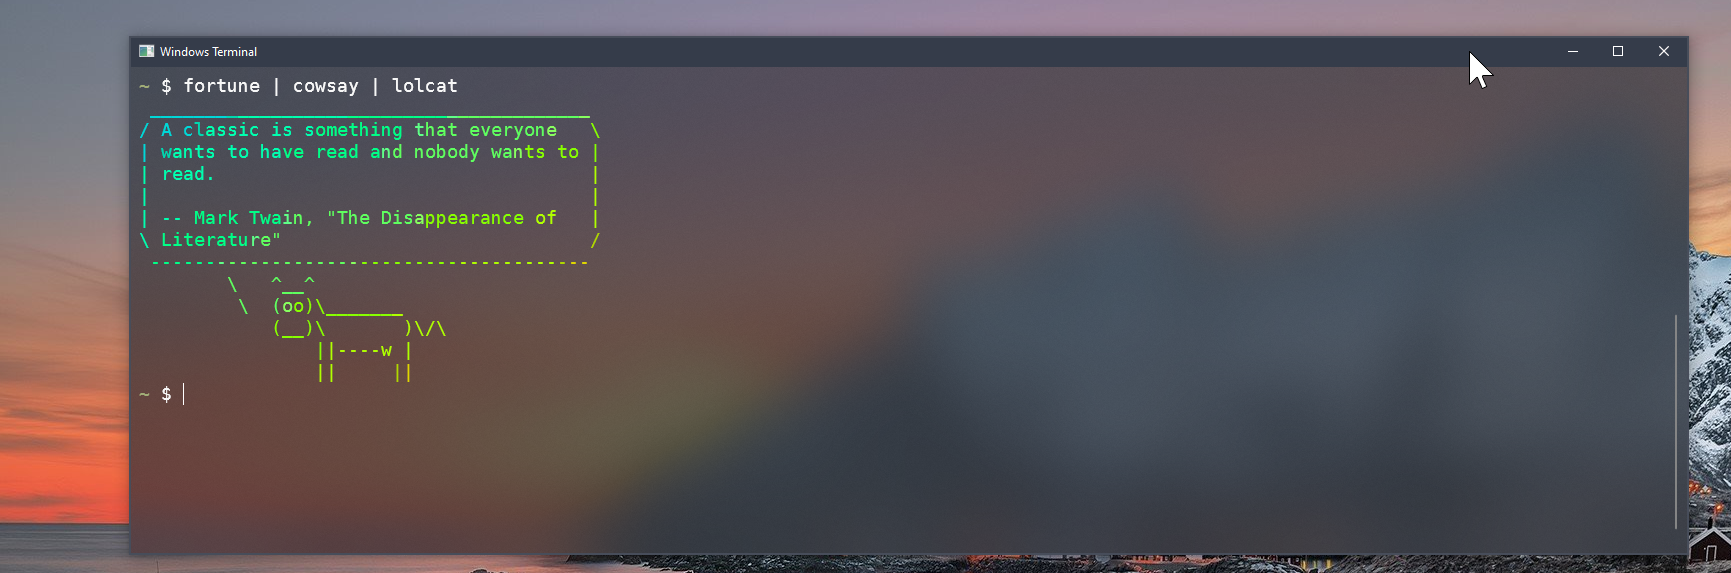 Windows Terminal
~ $ fortune | cowsay | lolcat
 ________________________________________
/ A classic is something that everyone   \
| wants to have read and nobody wants to |
| read.                                  |
|                                        |
| -- Mark Twain, "The Disappearance of   |
\ Literature"                            /
 ----------------------------------------
        \   ^__^
         \  (oo)\_______
            (__)\       )\/\
                ||----w |
                ||     ||
~ $